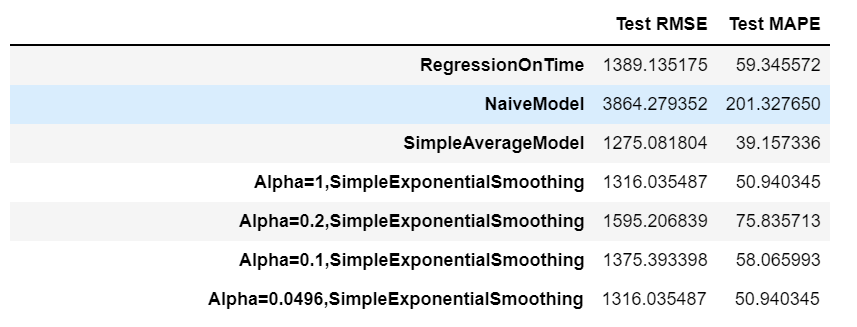 Test RMSE Test MAPE
RegressionOnTime 1389.135175 59.345572
NaiveModel 3864.279352 201.327650
SimpleAverageModel 1275.081804 39.157336
Alpha=1,SimpleExponentialSmoothing 1316.035487 50.940345
Alpha=0.2,SimpleExponentialSmoothing 1595.206839 75.835713
Alpha=0.1,SimpleExponentialSmoothing 1375.393398 58.065993
Alpha=0.0496,SimpleExponentialSmoothing 1316.035487 50.940345